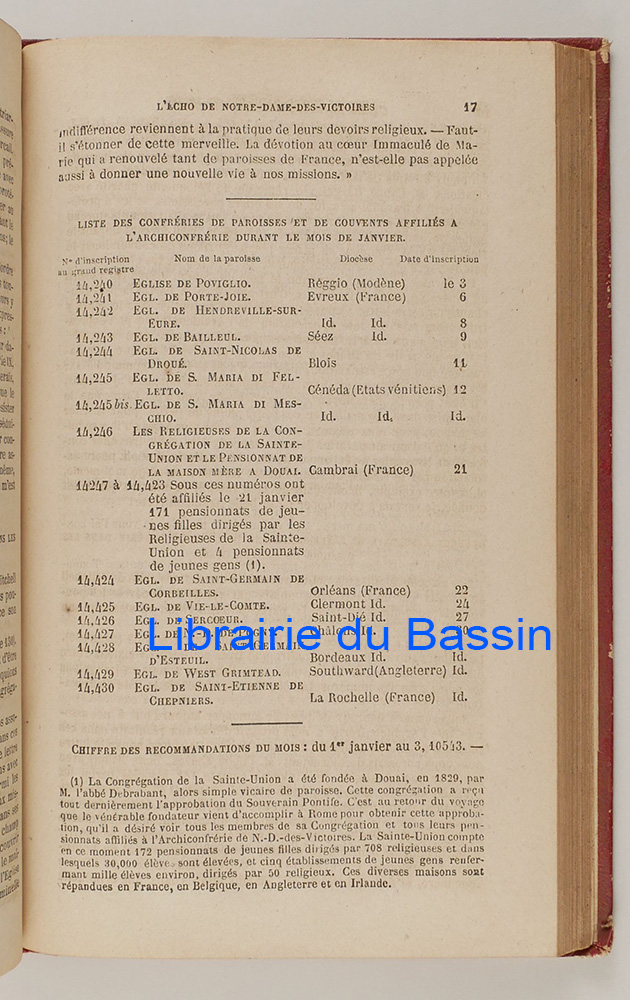 L'ÉCHO DE NOTRE-DAME-DES-VICTOIRES 17
indifférence reviennent à la pratique de leurs devoirs religieux. — Faut-
il s'étonner de cette merveille. La dévotion au cœur Immaculé de Ma-
rie qui a renouvelé tant de paroisses de France, n'est-elle pas appelée
aussi à donner une nouvelle vie à nos missions. »
LISTE DES CONFRÉRIES DE PAROISSES ET DE COUVENTS AFFILIÉS A
L'ARCHICONFRÉRIE DURANT LE MOIS DE JANVIER.
N° d'inscription Nom de la paroisse Diocèse Date d'inscription
au grand registre
14,240 EGLISE DE POVIGLIO. Réggio (Modène) le 3
14,241 EGL. DE PORTE-JOIE. Evreux (France) 6
14,242 EGL. DE HENDREVILLE-SUR-
EURE. Id. Id. 8
14,243 EGL. DE BAILLEUL. Séez Id. 9
14,244 EGL. DE SAINT-NICOLAS DE
DROUÉ. Blois 11
14,245 EGL. DE S. MARIA DI FEL-
LETTO. Cénéda (Etats vénitiens) 12
14,245 bis. EGL. DE S. MARIA DI MES-
CHIO. Id. Id. Id.
14,246 LES RELIGIEUSES DE LA CON-
GRÉGATION DE LA SAINTE-
UNION ET LE PENSIONNAT DE
LA MAISON MÈRE A DOUAI. Cambrai (France) 21
14247 à 14,423 Sous ces numéros ont
été affiliés le 21 janvier
171 pensionnats de jeu-
nes filles dirigés par les
Religieuses de la Sainte-
Union et 4 pensionnats
de jeunes gens (1).
14,424 EGL. DE SAINT-GERMAIN DE
CORBEILLES. Orléans (France) 22
14,425 EGL. DE VIE-LE-COMTE. Clermont Id. 24
14,426 EGL. DE SERCŒUR. Saint-Dié Id. 27
14,427 EGL. DE
14,428 EGL. DE SAINT-GERMAIN
Librairie du Bassin
D'ESTEUIL. Bordeaux Id. Id.
14,429 EGL. DE WEST GRIMTEAD. Southward (Angleterre) Id.
14,430 EGL. DE SAINT-ETIENNE DE
CHEPNIERS. La Rochelle (France) Id.
CHIFFRE DES RECOMMANDATIONS DU MOIS : du 1er janvier au 3, 10543. —
(1) La Congrégation de la Sainte-Union a été fondée à Douai, en 1829, par
M. l'abbé Debrabant, alors simple vicaire de paroisse. Cette congrégation a reçu
tout dernièrement l'approbation du Souverain Pontife. C'est au retour du voyage
que le vénérable fondateur vient d'accomplir à Rome pour obtenir cette approba-
tion, qu'il a désiré voir tous les membres de sa Congrégation et tous leurs pen-
sionnats affiliés à l'Archiconfrérie de N.-D.-des-Victoires. La Sainte-Union compte
en ce moment 172 pensionnats de jeunes filles dirigés par 708 religieuses et dans
lesquels 30,000 élèves sont élevées, et cinq établissements de jeunes gens renfer-
mant mille élèves environ, dirigés par 50 religieux. Ces diverses maisons sont
répandues en France, en Belgique, en Angleterre et en Irlande.